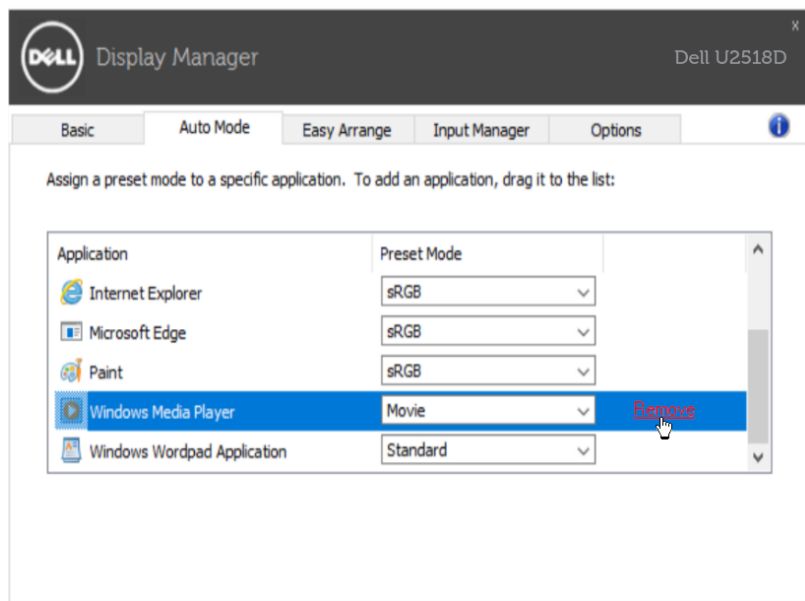 DELL Display Manager Dell U2518D x
Basic Auto Mode Easy Arrange Input Manager Options i
Assign a preset mode to a specific application. To add an application, drag it to the list:
Application Preset Mode
Internet Explorer sRGB
Microsoft Edge sRGB
Paint sRGB
Windows Media Player Movie Remove
Windows Wordpad Application Standard